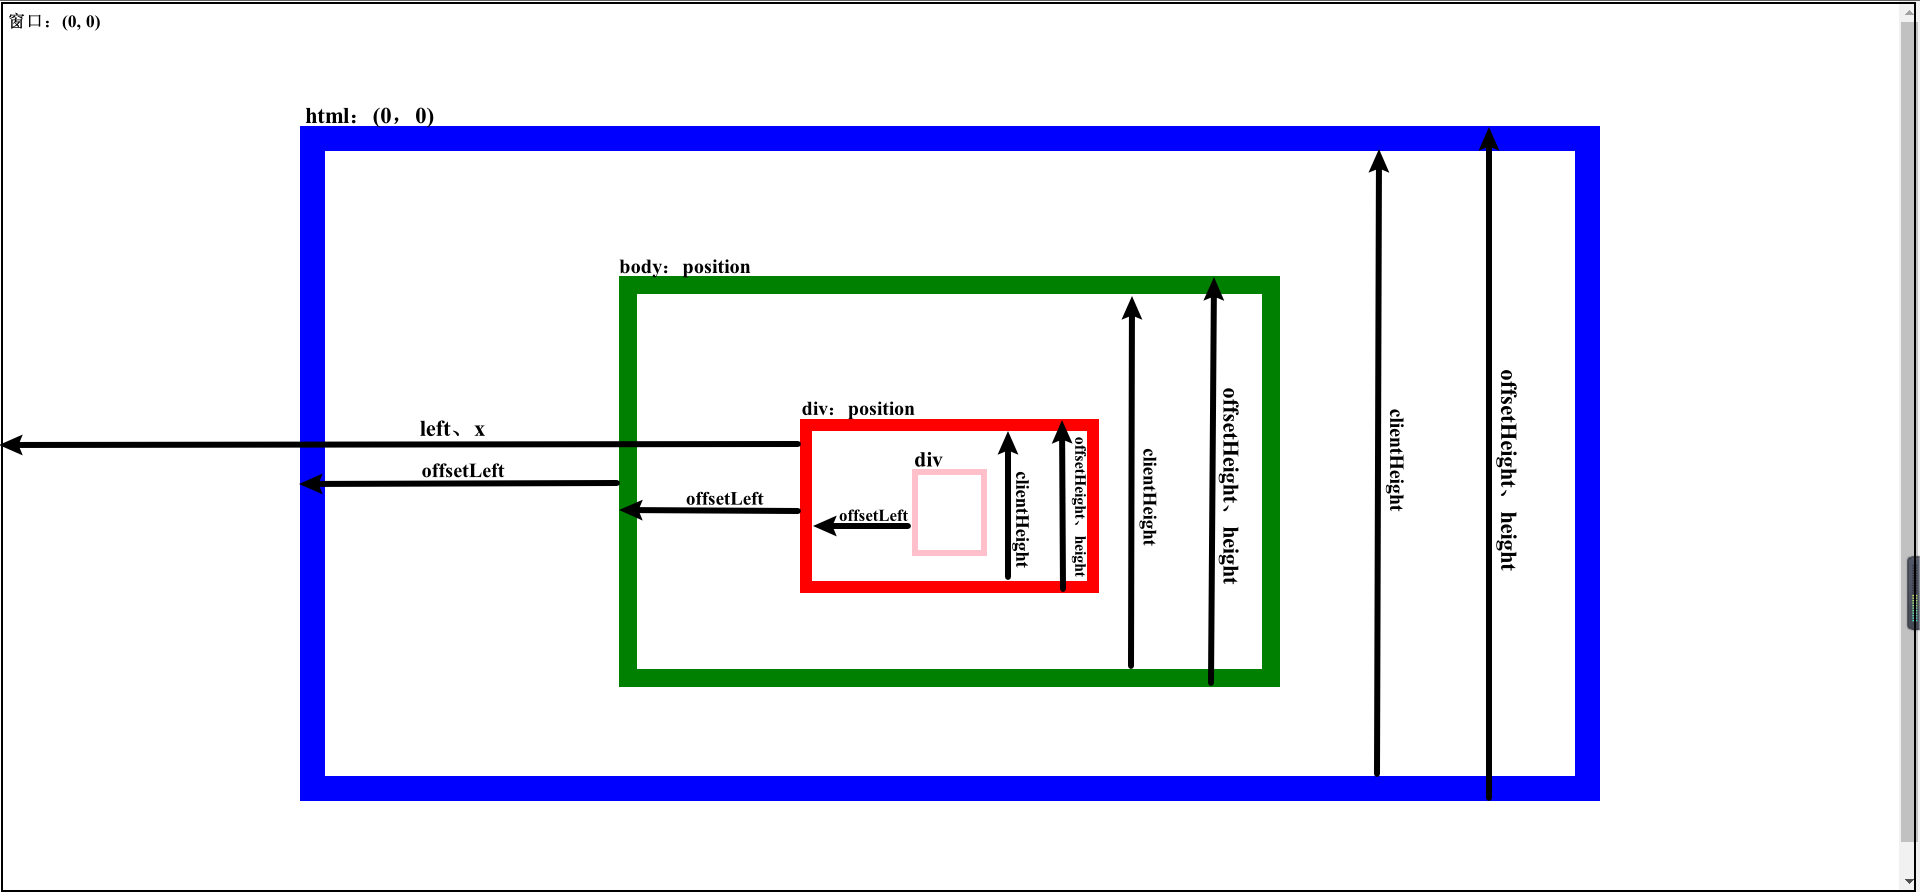 窗口：(0, 0)
html：(0，0)
body：position
div：position
left、x
div
offsetLeft
offsetLeft
offsetLeft
clientHeight
offsetHeight、height
clientHeight
offsetHeight、height
clientHeight
offsetHeight、height